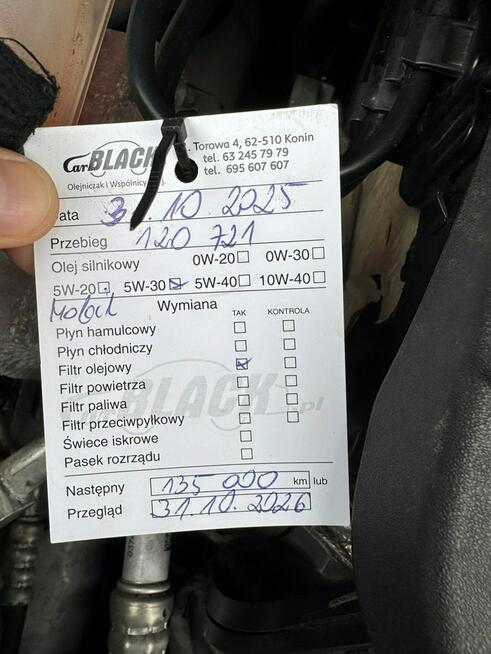 CarBLACK
. Torowa 4, 62-510 Konin
tel. 63 245 79 79
tel. 695 607 607
Olejniczak i Wspólnicy
Data 31.10.2025
Przebieg 120 721
Olej silnikowy 0W-20 0W-30
5W-20 5W-30 5W-40 10W-40
Wymiana TAK KONTROLA
Płyn hamulcowy
Płyn chłodniczy
Filtr olejowy
Filtr powietrza
Filtr paliwa
Filtr przeciwpyłkowy
Świece iskrowe
Pasek rozrządu
CarBLACK.pl
Następny 135 000 km lub
Przegląd 31.10.2026